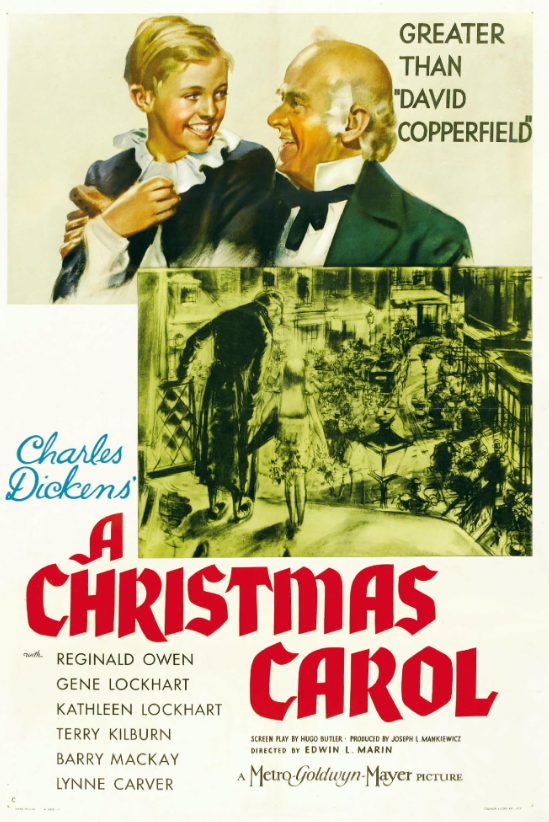 GREATER
THAN
"DAVID
COPPERFIELD"
Charles
Dickens'
A
CHRISTMAS
CAROL
with
REGINALD OWEN
GENE LOCKHART
KATHLEEN LOCKHART
TERRY KILBURN
BARRY MACKAY
LYNNE CARVER
SCREEN PLAY BY HUGO BUTLER · PRODUCED BY JOSEPH L. MANKIEWICZ
DIRECTED BY EDWIN L. MARIN
A Metro-Goldwyn-Mayer PICTURE